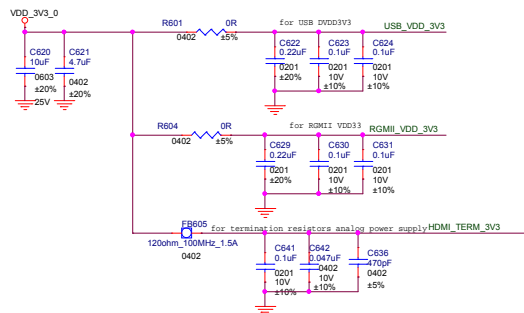 VDD_3V3_0
R601
0R
0402
±5%
for USB DVDD3V3
USB_VDD_3V3
C620
10uF
0603
±20%
25V
C621
4.7uF
0402
±20%
C622
0.22uF
0201
±20%
C623
0.1uF
0201
10V
±10%
C624
0.1uF
0201
10V
±10%
R604
0R
0402
±5%
for RGMII VDD33
RGMII_VDD_3V3
C629
0.22uF
0201
±20%
C630
0.1uF
0201
10V
±10%
C631
0.1uF
0201
10V
±10%
FB605
120ohm_100MHz_1.5A
0402
for termination resistors analog power supply
HDMI_TERM_3V3
C641
0.1uF
0201
10V
±10%
C642
0.047uF
0402
10V
±10%
C636
470pF
0402
±5%